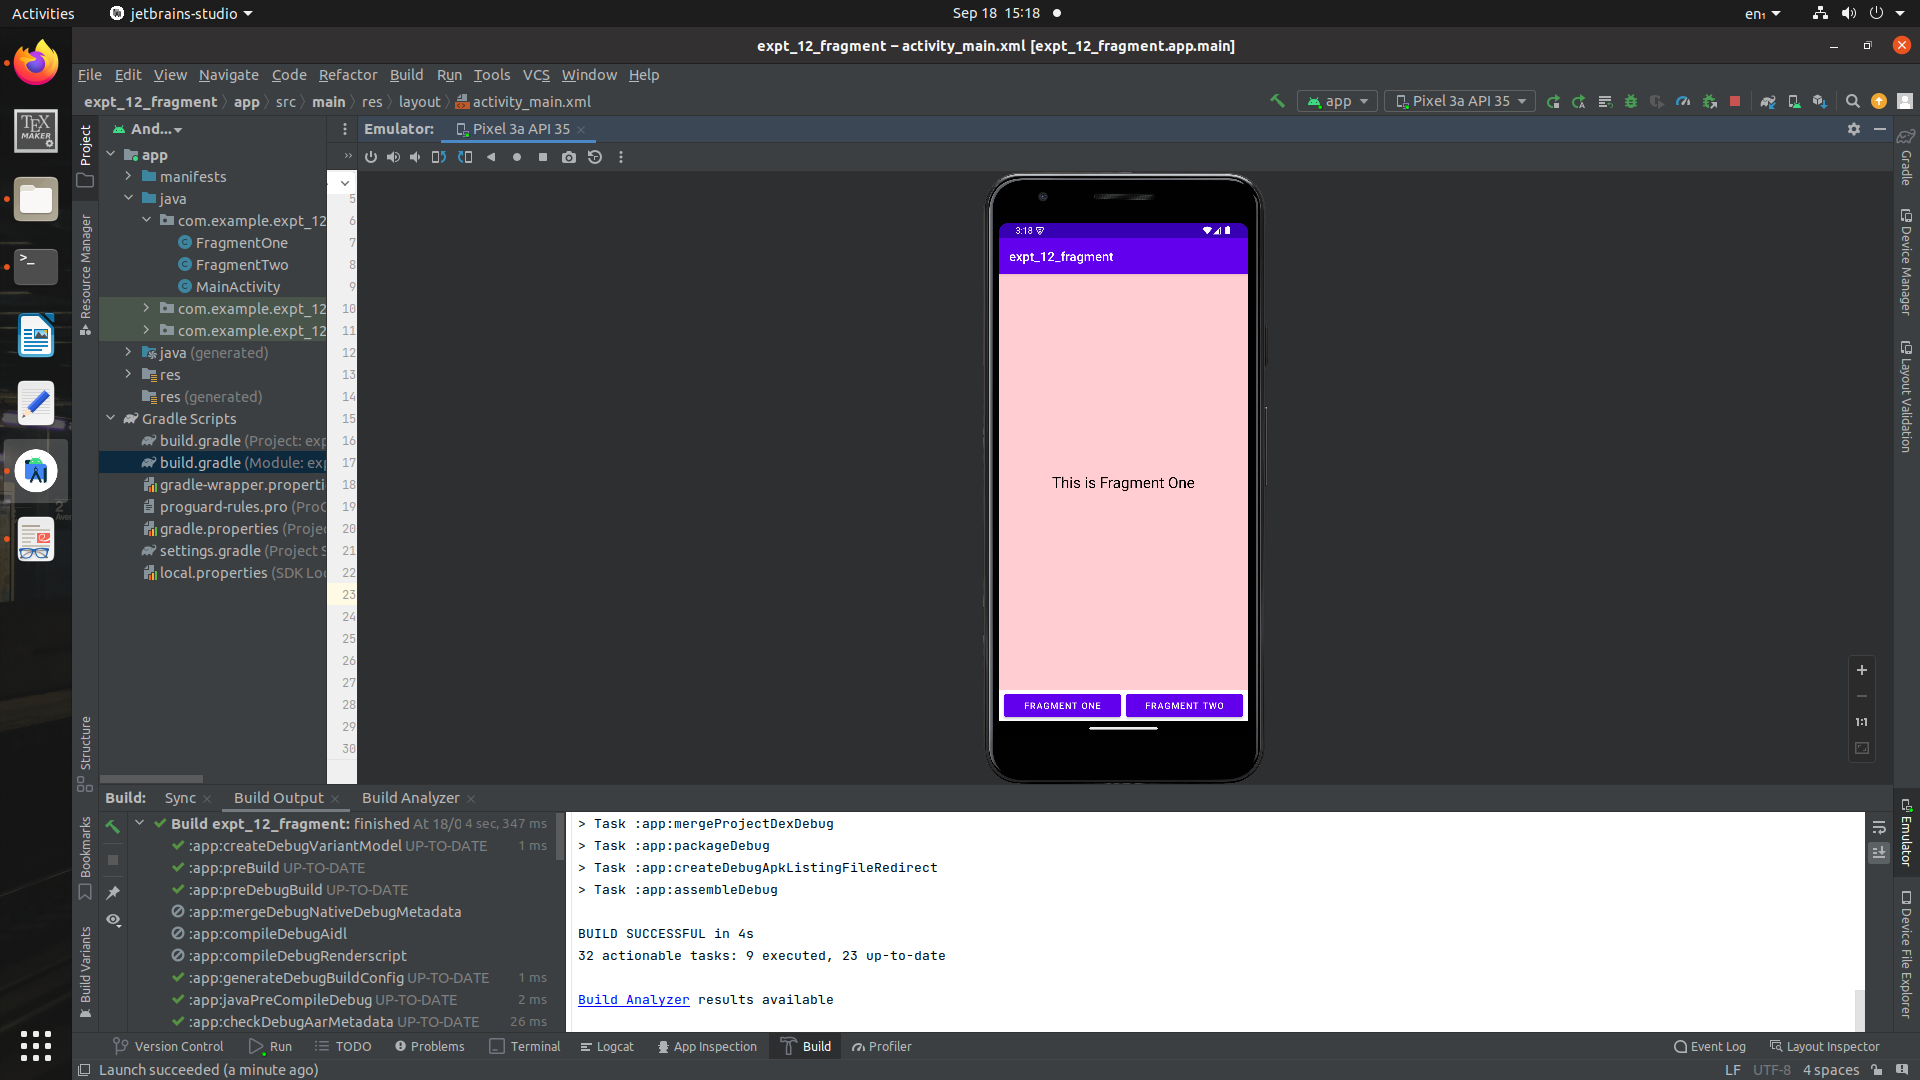 Activities
jetbrains-studio
Sep 18 15:18
en₁
TEX
MAKER
expt_12_fragment – activity_main.xml [expt_12_fragment.app.main]
File Edit View Navigate Code Refactor Build Run Tools VCS Window Help
expt_12_fragment app src main res layout activity_main.xml
app
Pixel 3a API 35
And...
Emulator: Pixel 3a API 35
Project
Resource Manager
Structure
Bookmarks
Build Variants
app
manifests
java
com.example.expt_12
FragmentOne
FragmentTwo
MainActivity
com.example.expt_12
com.example.expt_12
java (generated)
res
res (generated)
Gradle Scripts
build.gradle (Project: exp
build.gradle (Module: exp
gradle-wrapper.properti
proguard-rules.pro (ProG
gradle.properties (Projec
settings.gradle (Project S
local.properties (SDK Loc
5
6
7
8
9
10
11
12
13
14
15
16
17
18
19
20
21
22
23
24
25
26
27
28
29
30
3:18
expt_12_fragment
This is Fragment One
FRAGMENT ONE
FRAGMENT TWO
1:1
Gradle
Device Manager
Layout Validation
Emulator
Device File Explorer
Build: Sync Build Output Build Analyzer
Build expt_12_fragment: finished At 18/0 4 sec, 347 ms
:app:createDebugVariantModel UP-TO-DATE 1 ms
:app:preBuild UP-TO-DATE
:app:preDebugBuild UP-TO-DATE
:app:mergeDebugNativeDebugMetadata
:app:compileDebugAidl
:app:compileDebugRenderscript
:app:generateDebugBuildConfig UP-TO-DATE 1 ms
:app:javaPreCompileDebug UP-TO-DATE 2 ms
:app:checkDebugAarMetadata UP-TO-DATE 26 ms
> Task :app:mergeProjectDexDebug
> Task :app:packageDebug
> Task :app:createDebugApkListingFileRedirect
> Task :app:assembleDebug
BUILD SUCCESSFUL in 4s
32 actionable tasks: 9 executed, 23 up-to-date
Build Analyzer results available
Version Control Run TODO Problems Terminal Logcat App Inspection Build Profiler
Event Log Layout Inspector
Launch succeeded (a minute ago)
LF UTF-8 4 spaces